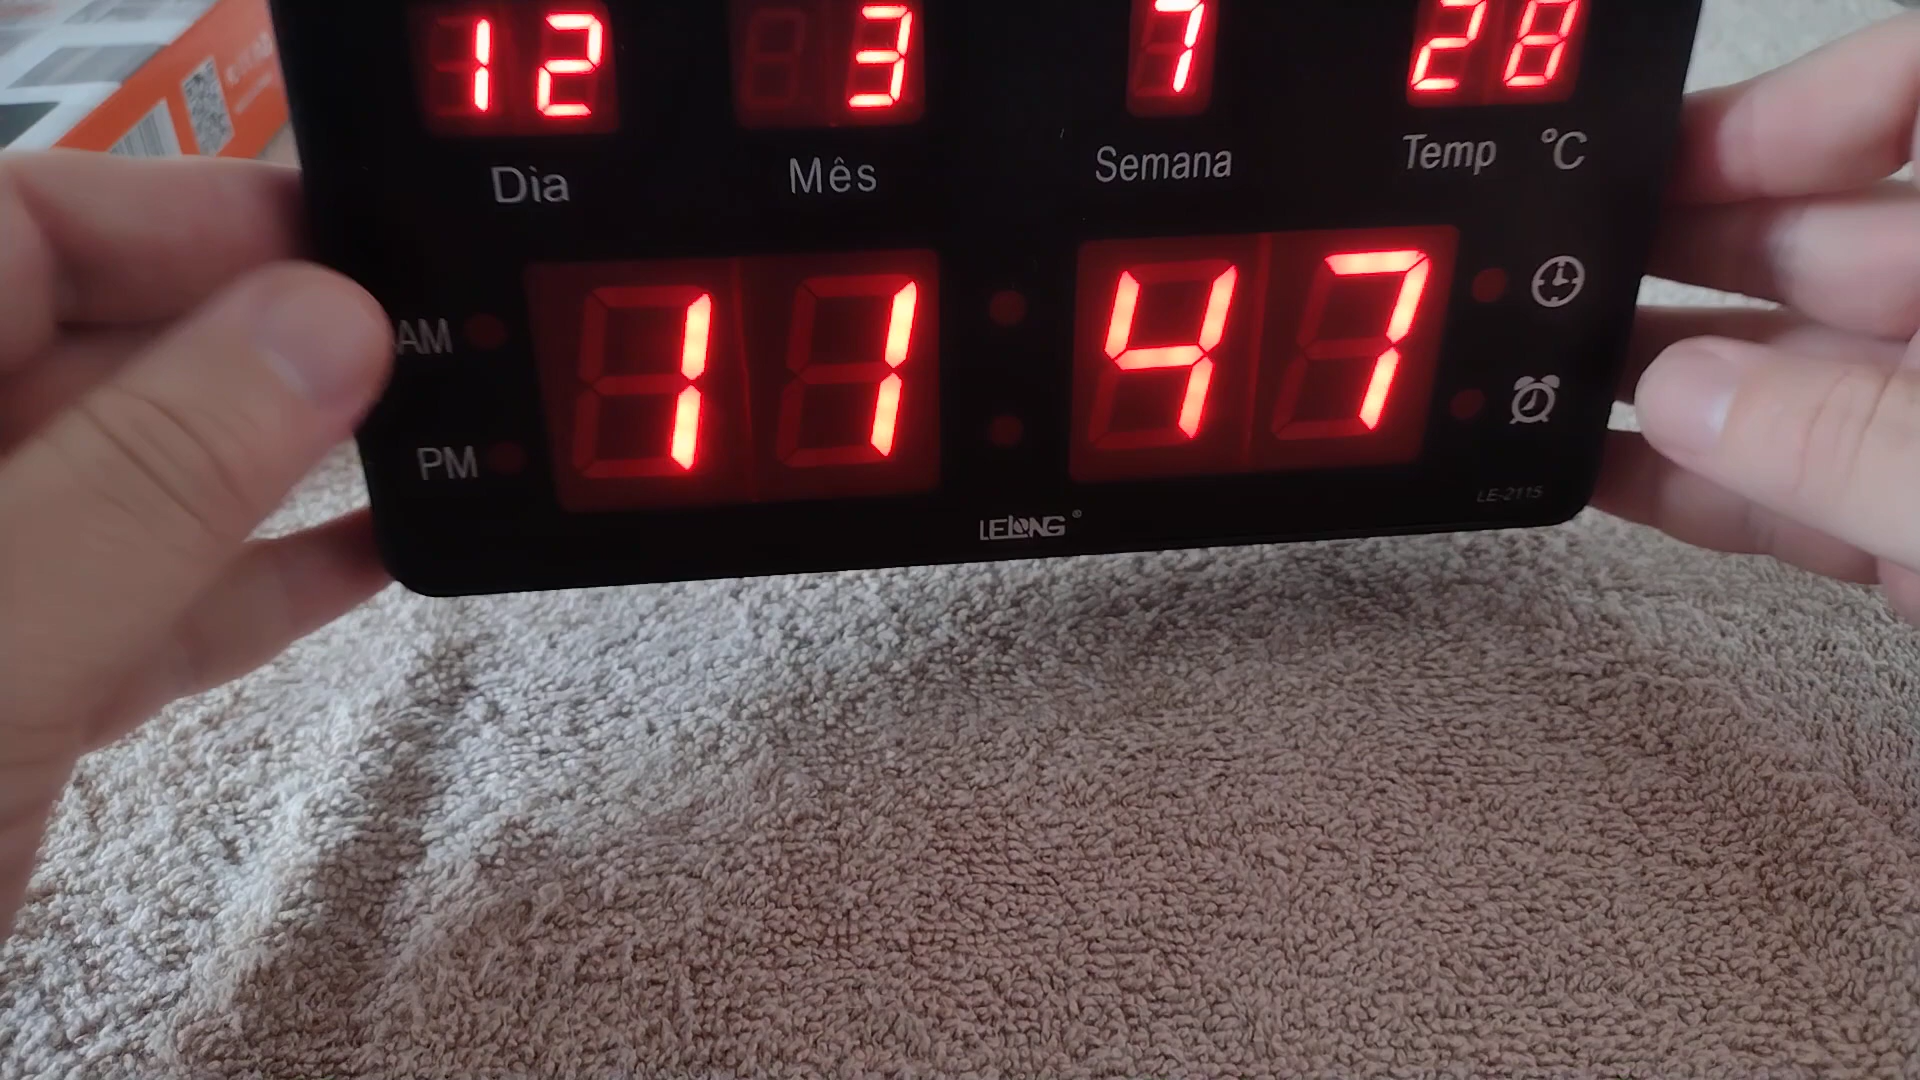 12 3 7 28
Dia Mês Semana Temp °C
AM
11 47
PM
LELONG ®
LE-2115